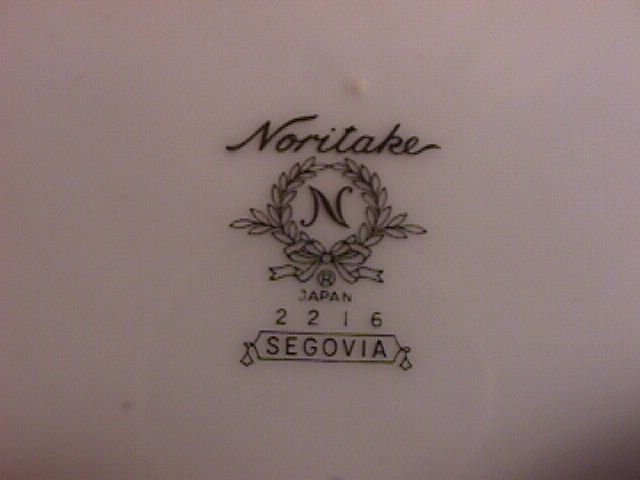 Noritake
N
®
JAPAN
2216
SEGOVIA